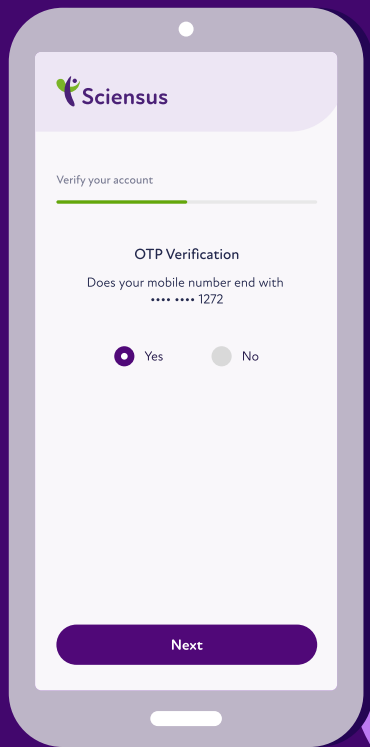 Sciensus
Verify your account
OTP Verification
Does your mobile number end with
•••• •••• 1272
Yes
No
Next